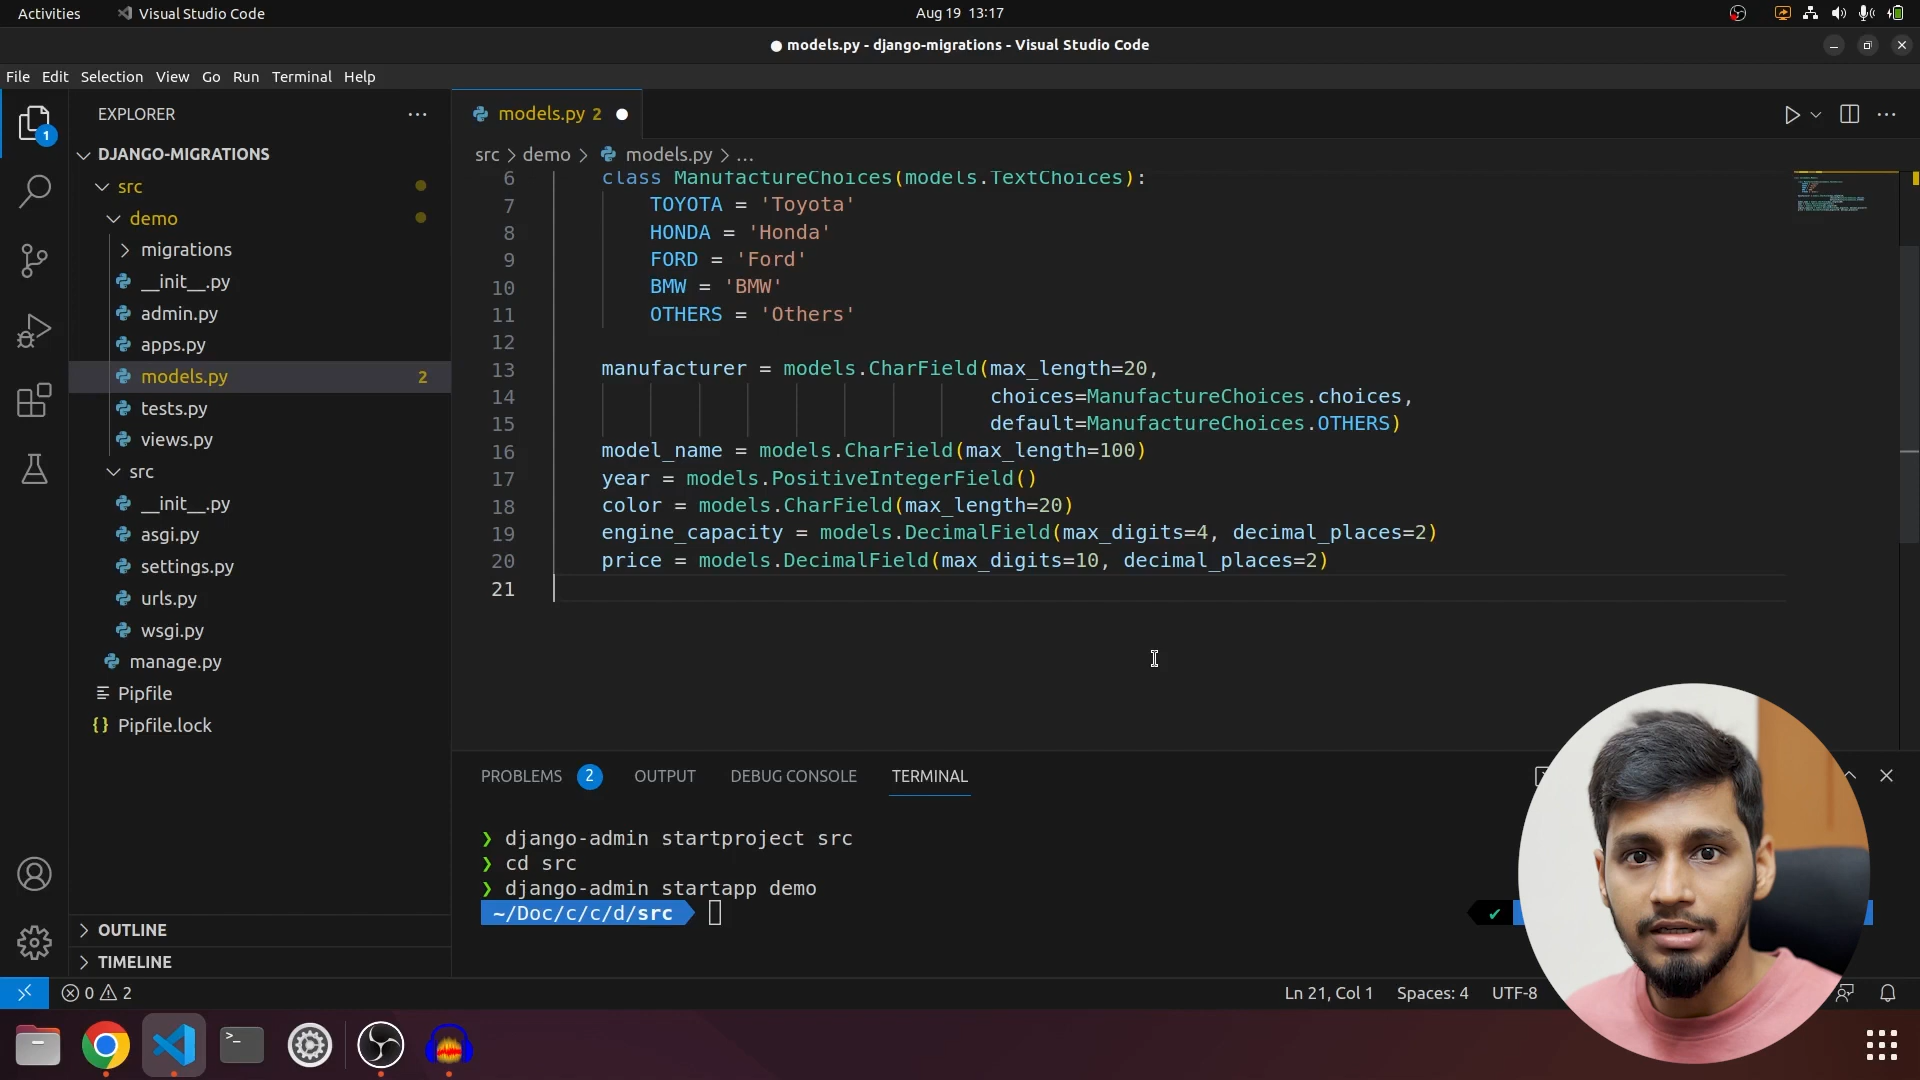 Activities
Visual Studio Code
Aug 19 13:17
● models.py - django-migrations - Visual Studio Code
File Edit Selection View Go Run Terminal Help
1
EXPLORER
DJANGO-MIGRATIONS
src
demo
migrations
__init__.py
admin.py
apps.py
models.py 2
tests.py
views.py
src
__init__.py
asgi.py
settings.py
urls.py
wsgi.py
manage.py
Pipfile
Pipfile.lock
OUTLINE
TIMELINE
models.py 2
src > demo > models.py > ...
6 class ManufactureChoices(models.TextChoices):
7 TOYOTA = 'Toyota'
8 HONDA = 'Honda'
9 FORD = 'Ford'
10 BMW = 'BMW'
11 OTHERS = 'Others'
12
13 manufacturer = models.CharField(max_length=20,
14 choices=ManufactureChoices.choices,
15 default=ManufactureChoices.OTHERS)
16 model_name = models.CharField(max_length=100)
17 year = models.PositiveIntegerField()
18 color = models.CharField(max_length=20)
19 engine_capacity = models.DecimalField(max_digits=4, decimal_places=2)
20 price = models.DecimalField(max_digits=10, decimal_places=2)
21
PROBLEMS 2 OUTPUT DEBUG CONSOLE TERMINAL
❯ django-admin startproject src
❯ cd src
❯ django-admin startapp demo
~/Doc/c/c/d/src
0 2
Ln 21, Col 1 Spaces: 4 UTF-8